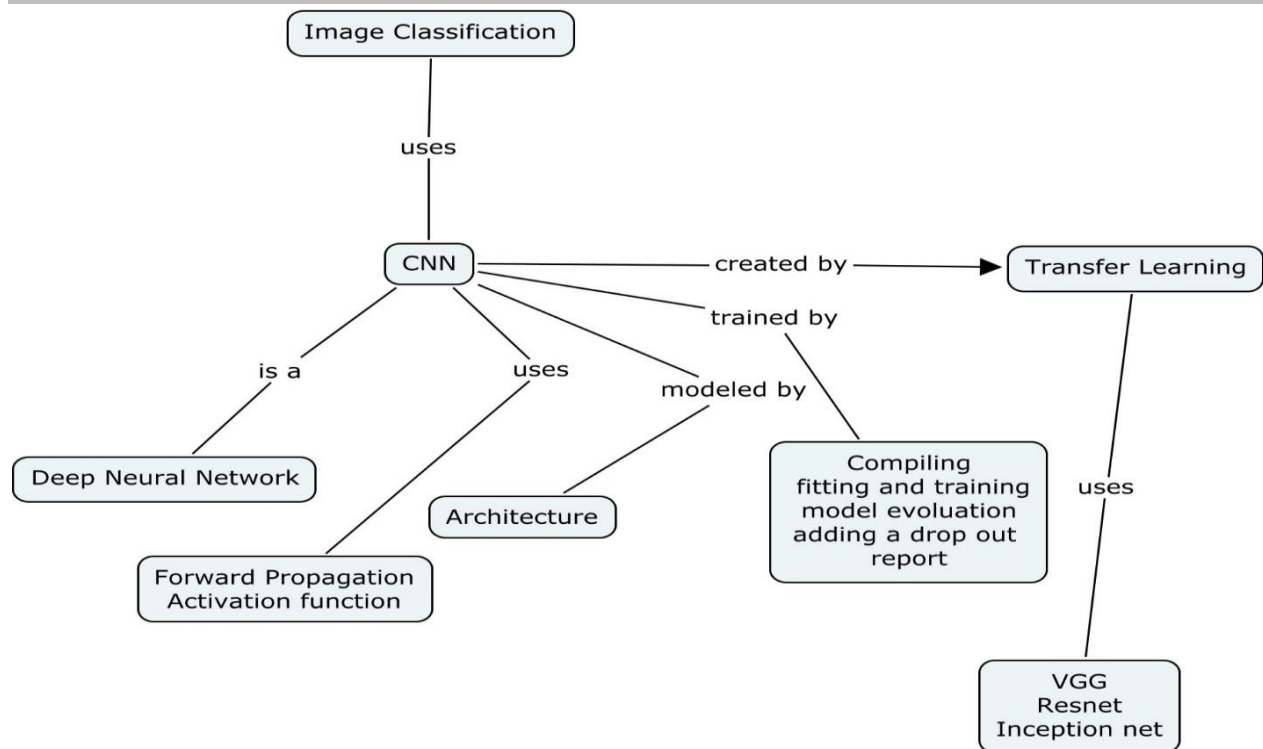 Image Classification
uses
CNN
created by
Transfer Learning
trained by
is a
uses
modeled by
Deep Neural Network
Architecture
Compiling
fitting and training
model evoluation
adding a drop out
report
uses
Forward Propagation
Activation function
VGG
Resnet
Inception net